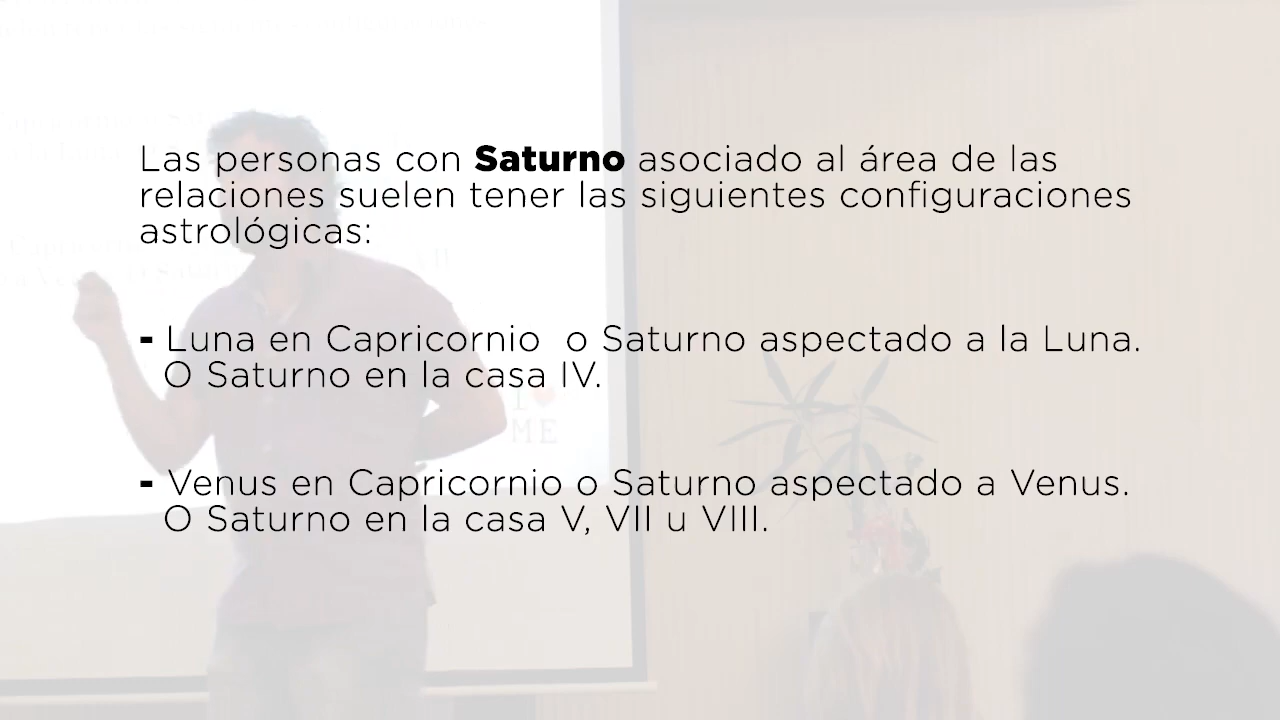 Las personas con Saturno asociado al área de las
relaciones suelen tener las siguientes configuraciones
astrológicas:
- Luna en Capricornio o Saturno aspectado a la Luna.
O Saturno en la casa IV.
I
ME
- Venus en Capricornio o Saturno aspectado a Venus.
O Saturno en la casa V, VII u VIII.